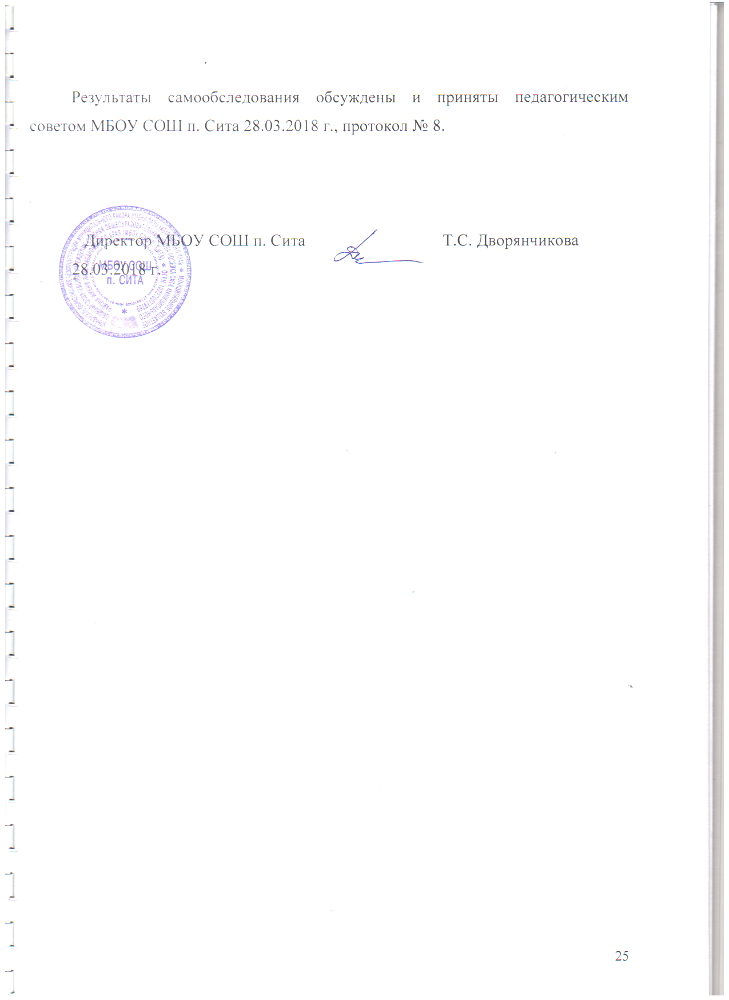 Результаты самообследования обсуждены и приняты педагогическим
советом МБОУ СОШ п. Сита 28.03.2018 г., протокол № 8.
Директор МБОУ СОШ п. Сита Т.С. Дворянчикова
28.03.2018 г.
МБОУ СОШ
п. СИТА
25